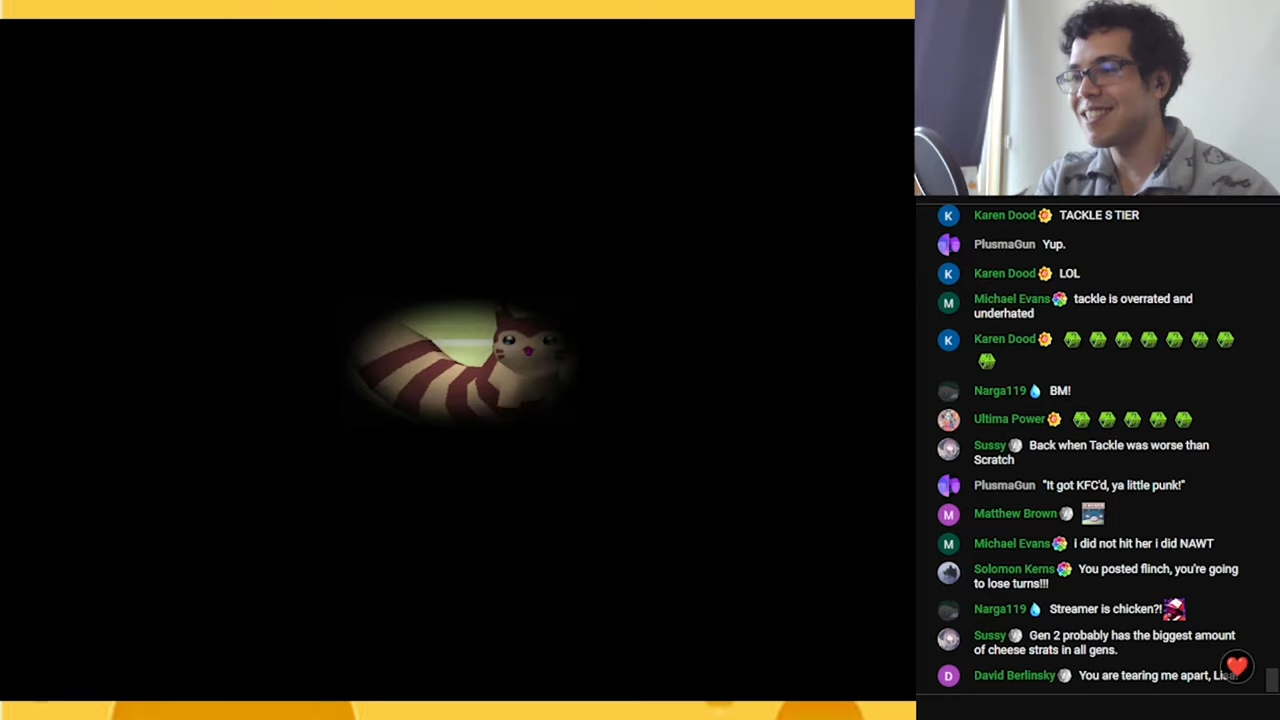 K Karen Dood TACKLE S TIER
PlusmaGun Yup.
K Karen Dood LOL
M Michael Evans tackle is overrated and
underhated
K Karen Dood
Narga119 BM!
Ultima Power
Sussy Back when Tackle was worse than
Scratch
PlusmaGun "It got KFC'd, ya little punk!"
M Matthew Brown
M Michael Evans i did not hit her i did NAWT
Solomon Kerns You posted flinch, you're going
to lose turns!!!
Narga119 Streamer is chicken?!
Sussy Gen 2 probably has the biggest amount
of cheese strats in all gens.
D David Berlinsky You are tearing me apart,